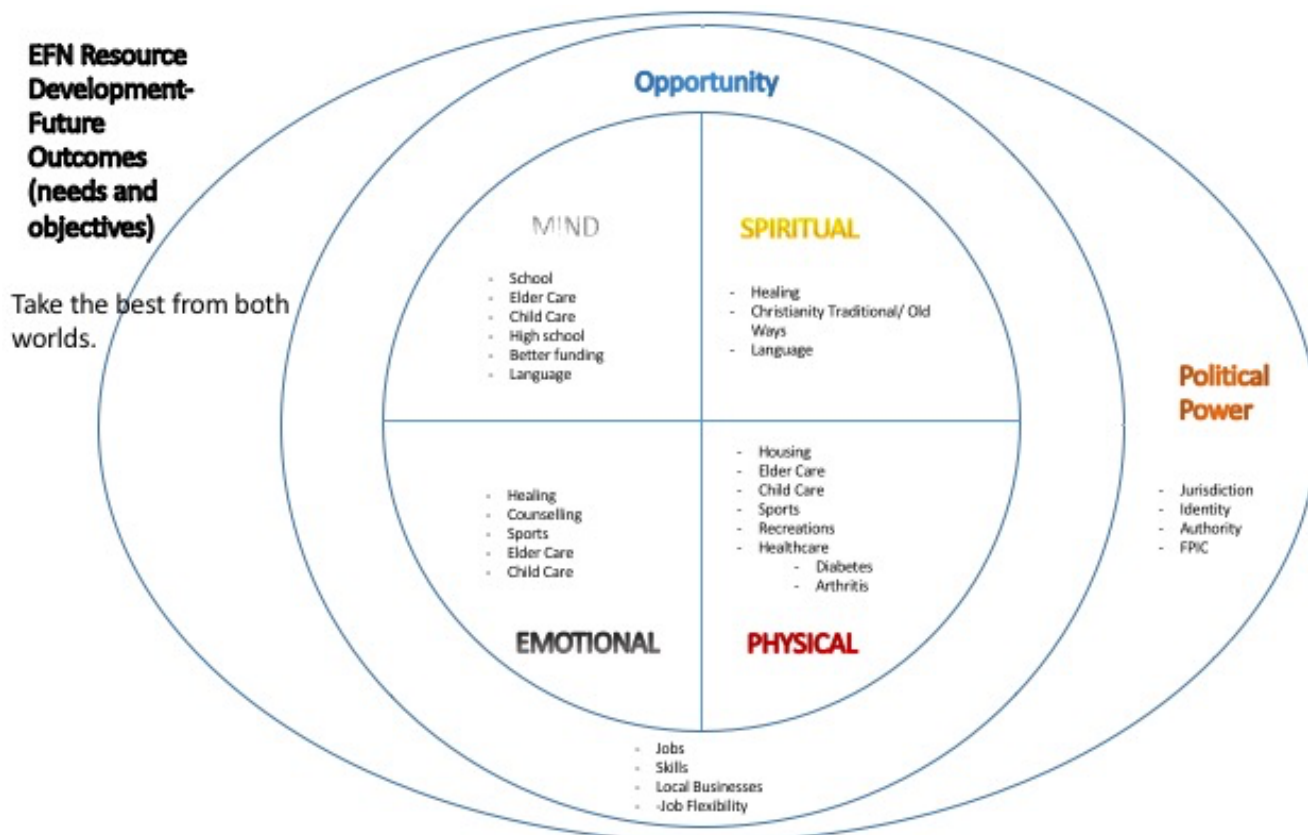 EFN Resource
Development-
Future
Outcomes
(needs and
objectives)
Take the best from both
worlds.
Opportunity
MIND
- School
- Elder Care
- Child Care
- High school
- Better funding
- Language
SPIRITUAL
- Healing
- Christianity Traditional/ Old
Ways
- Language
- Healing
- Counselling
- Sports
- Elder Care
- Child Care
EMOTIONAL
- Housing
- Elder Care
- Child Care
- Sports
- Recreations
- Healthcare
- Diabetes
- Arthritis
PHYSICAL
- Jobs
- Skills
- Local Businesses
- -Job Flexibility
Political
Power
- Jurisdiction
- Identity
- Authority
- FPIC